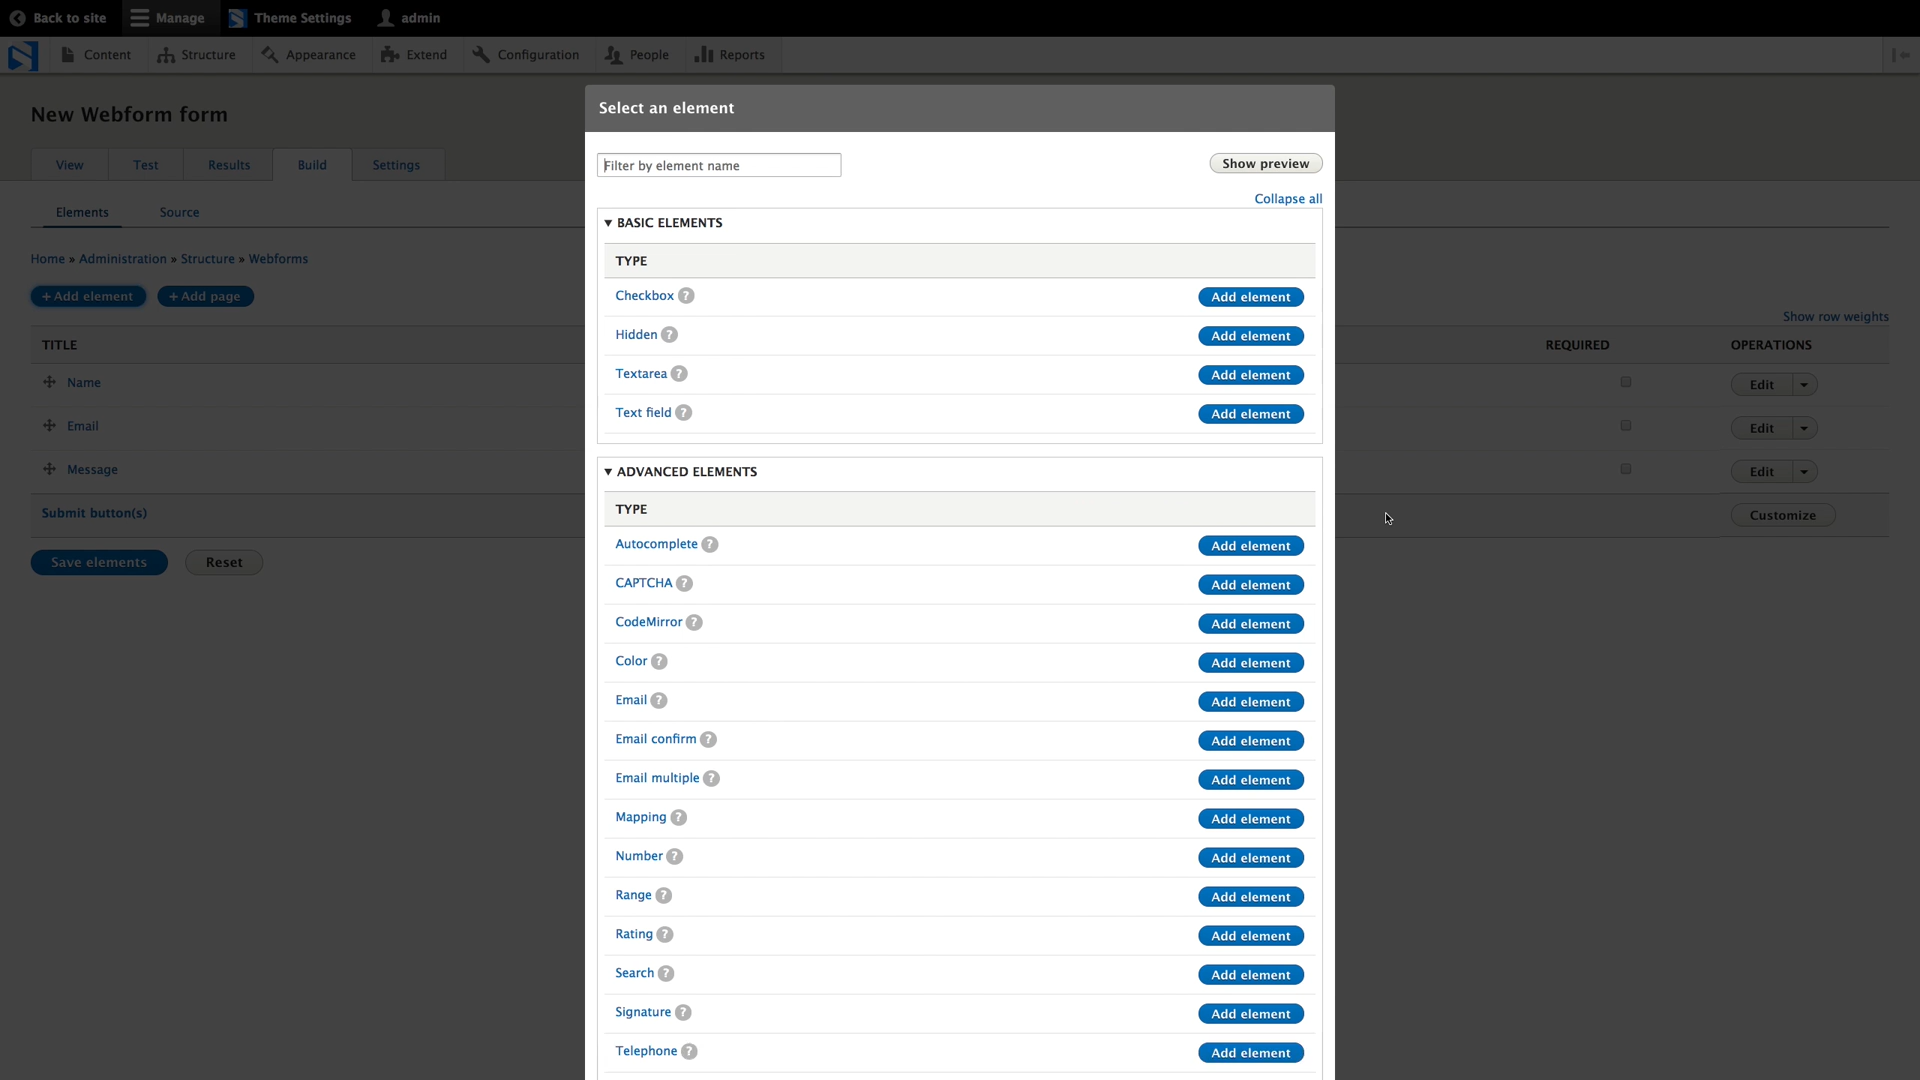 Back to site Manage Theme Settings admin
Content Structure Appearance Extend Configuration People Reports
New Webform form
View Test Results Build Settings
Elements Source
Home » Administration » Structure » Webforms
+ Add element + Add page
Show row weights
TITLE REQUIRED OPERATIONS
Name Edit
Email Edit
Message Edit
Submit button(s) Customize
Save elements Reset
Select an element
Filter by element name Show preview
Collapse all
BASIC ELEMENTS
TYPE
Checkbox ? Add element
Hidden ? Add element
Textarea ? Add element
Text field ? Add element
ADVANCED ELEMENTS
TYPE
Autocomplete ? Add element
CAPTCHA ? Add element
CodeMirror ? Add element
Color ? Add element
Email ? Add element
Email confirm ? Add element
Email multiple ? Add element
Mapping ? Add element
Number ? Add element
Range ? Add element
Rating ? Add element
Search ? Add element
Signature ? Add element
Telephone ? Add element